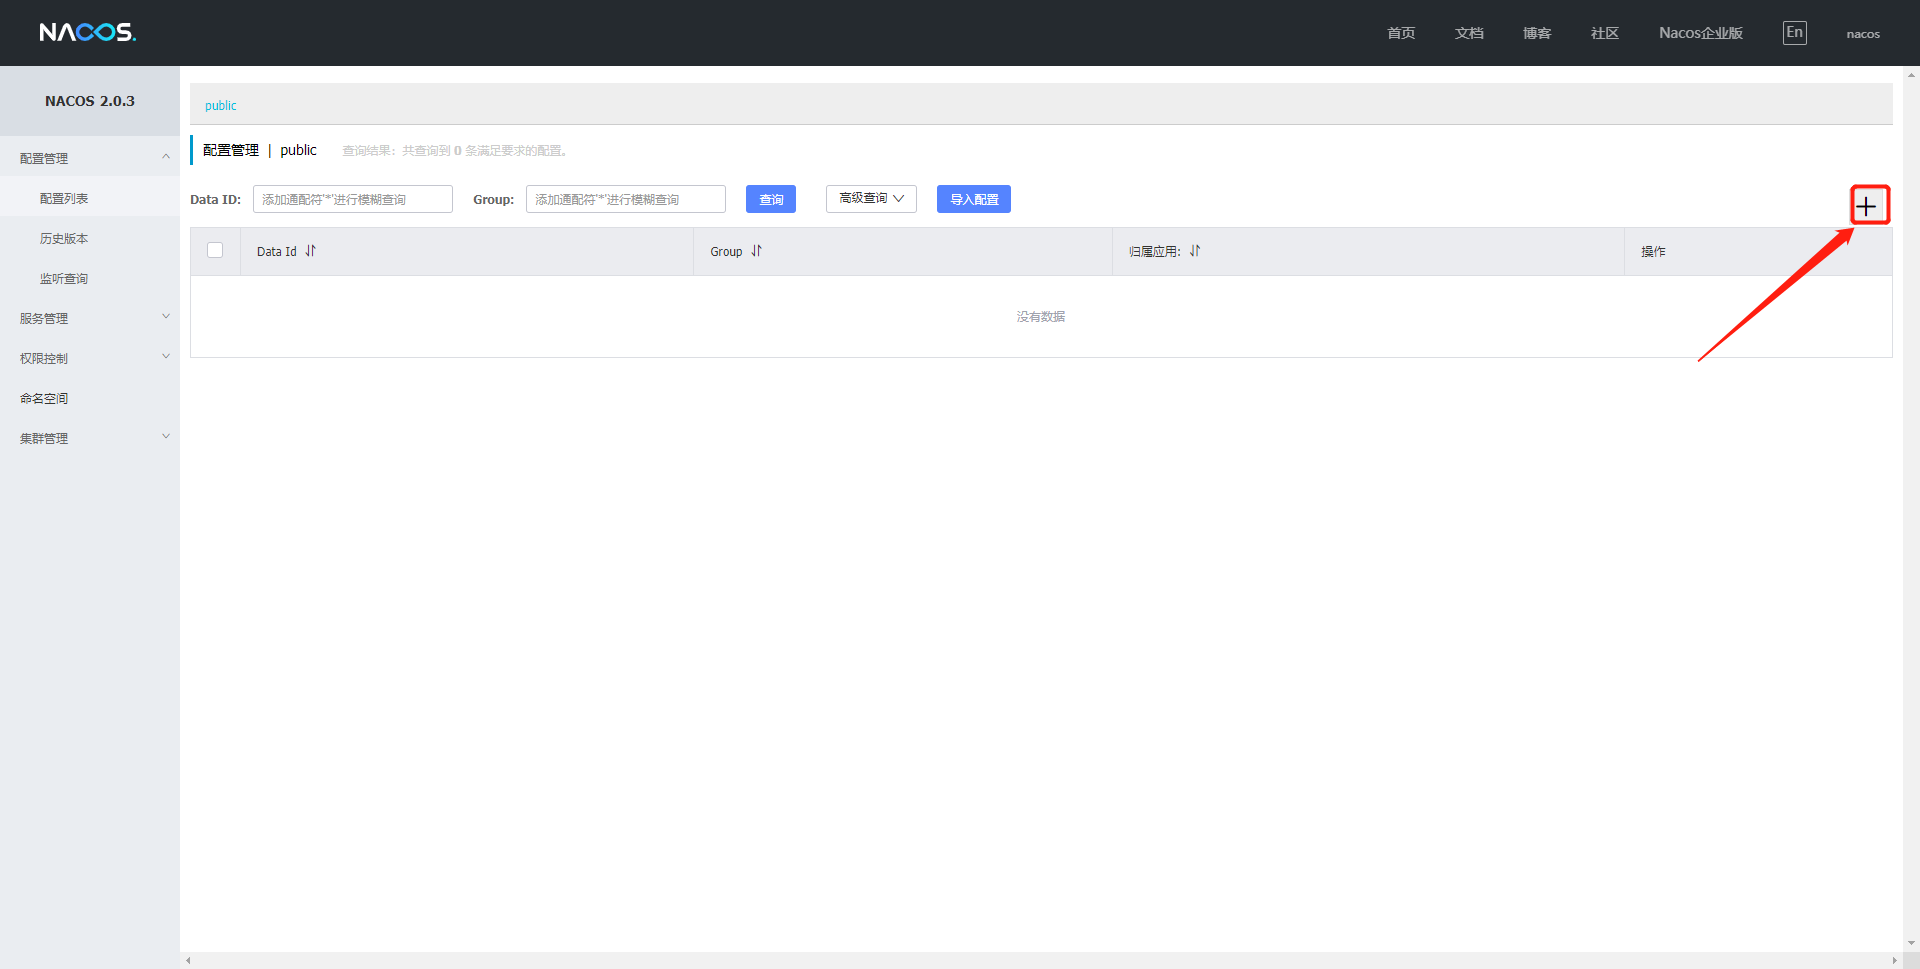 NACOS.
首页 文档 博客 社区 Nacos企业版 En nacos
NACOS 2.0.3
配置管理
配置列表
历史版本
监听查询
服务管理
权限控制
命名空间
集群管理
public
配置管理 | public 查询结果：共查询到 0 条满足要求的配置。
Data ID: 添加通配符'*'进行模糊查询 Group: 添加通配符'*'进行模糊查询 查询 高级查询 导入配置
Data Id Group 归属应用: 操作
没有数据